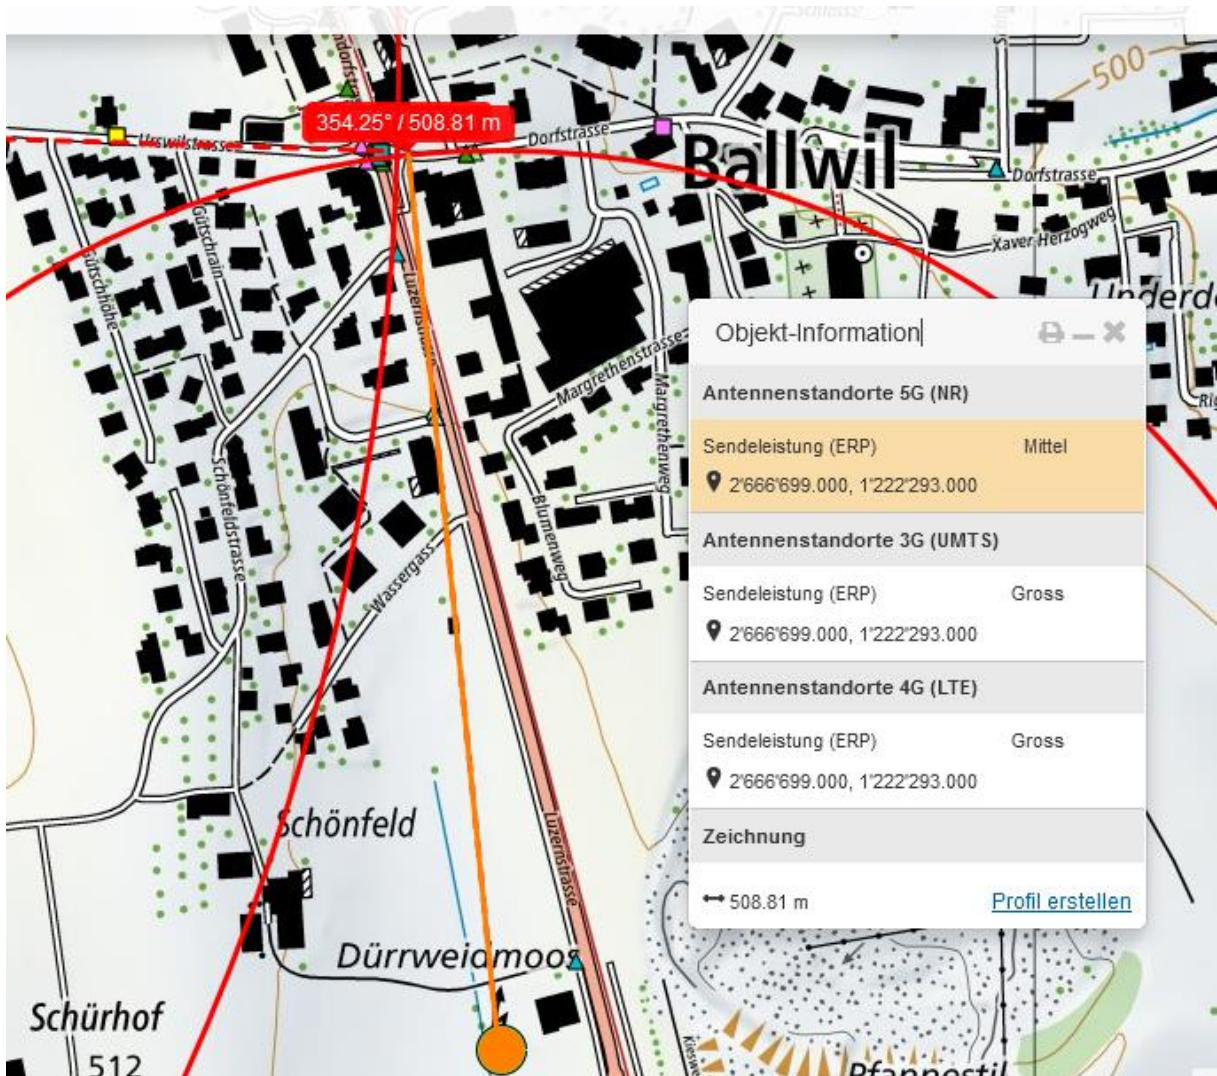 500
354.25° / 508.81 m
Urswilstrasse
Dorfstrasse
Ballwil
Dorfstrasse
Gütschrain
Gütschhöhe
Xaver-Herzogweg
Luzernstrasse
Margrethenstrasse
Margrethenweg
Objekt-Information
Antennenstandorte 5G (NR)
Sendeleistung (ERP) Mittel
2'666'699.000, 1'222'293.000
Antennenstandorte 3G (UMTS)
Sendeleistung (ERP) Gross
2'666'699.000, 1'222'293.000
Antennenstandorte 4G (LTE)
Sendeleistung (ERP) Gross
2'666'699.000, 1'222'293.000
Zeichnung
508.81 m Profil erstellen
Schönfeldstrasse
Blumenweg
Wassergass
Schönfeld
Luzernstrasse
Dürrweidmoos
Schürhof
512